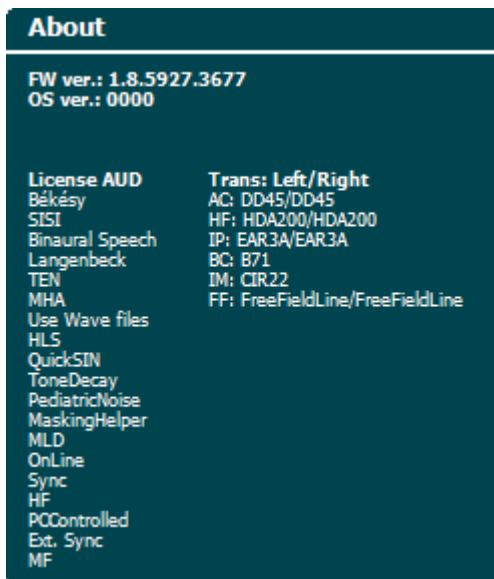 About
FW ver.: 1.8.5927.3677
OS ver.: 0000
License AUD
Békésy
SISI
Binaural Speech
Langenbeck
TEN
MHA
Use Wave files
HLS
QuickSIN
ToneDecay
PediatricNoise
MaskingHelper
MLD
OnLine
Sync
HF
PCControlled
Ext. Sync
MF
Trans: Left/Right
AC: DD45/DD45
HF: HDA200/HDA200
IP: EAR3A/EAR3A
BC: B71
IM: CIR22
FF: FreeFieldLine/FreeFieldLine